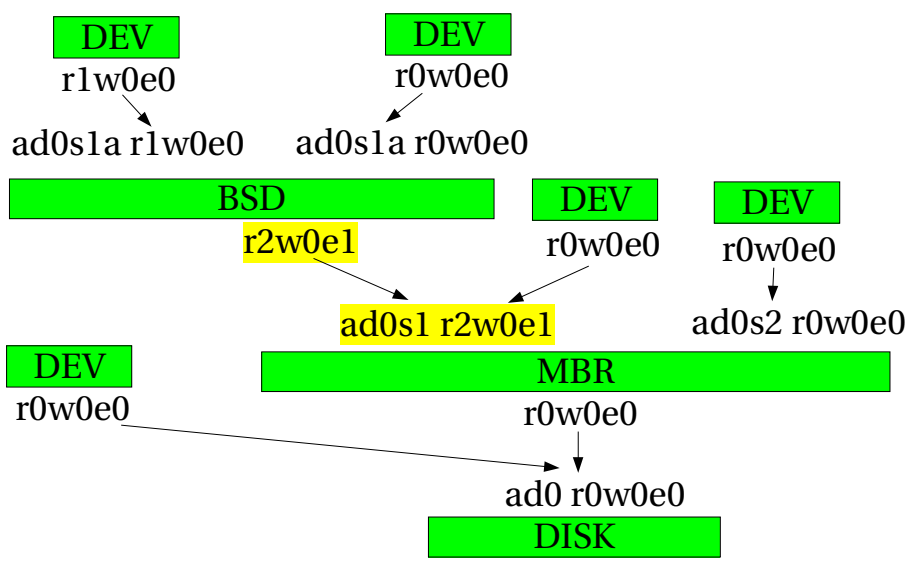 DEV
DEV
r1w0e0
r0w0e0
ad0s1a r1w0e0
ad0s1a r0w0e0
BSD
DEV
DEV
r2w0e1
r0w0e0
r0w0e0
ad0s1 r2w0e1
ad0s2 r0w0e0
DEV
MBR
r0w0e0
r0w0e0
ad0 r0w0e0
DISK